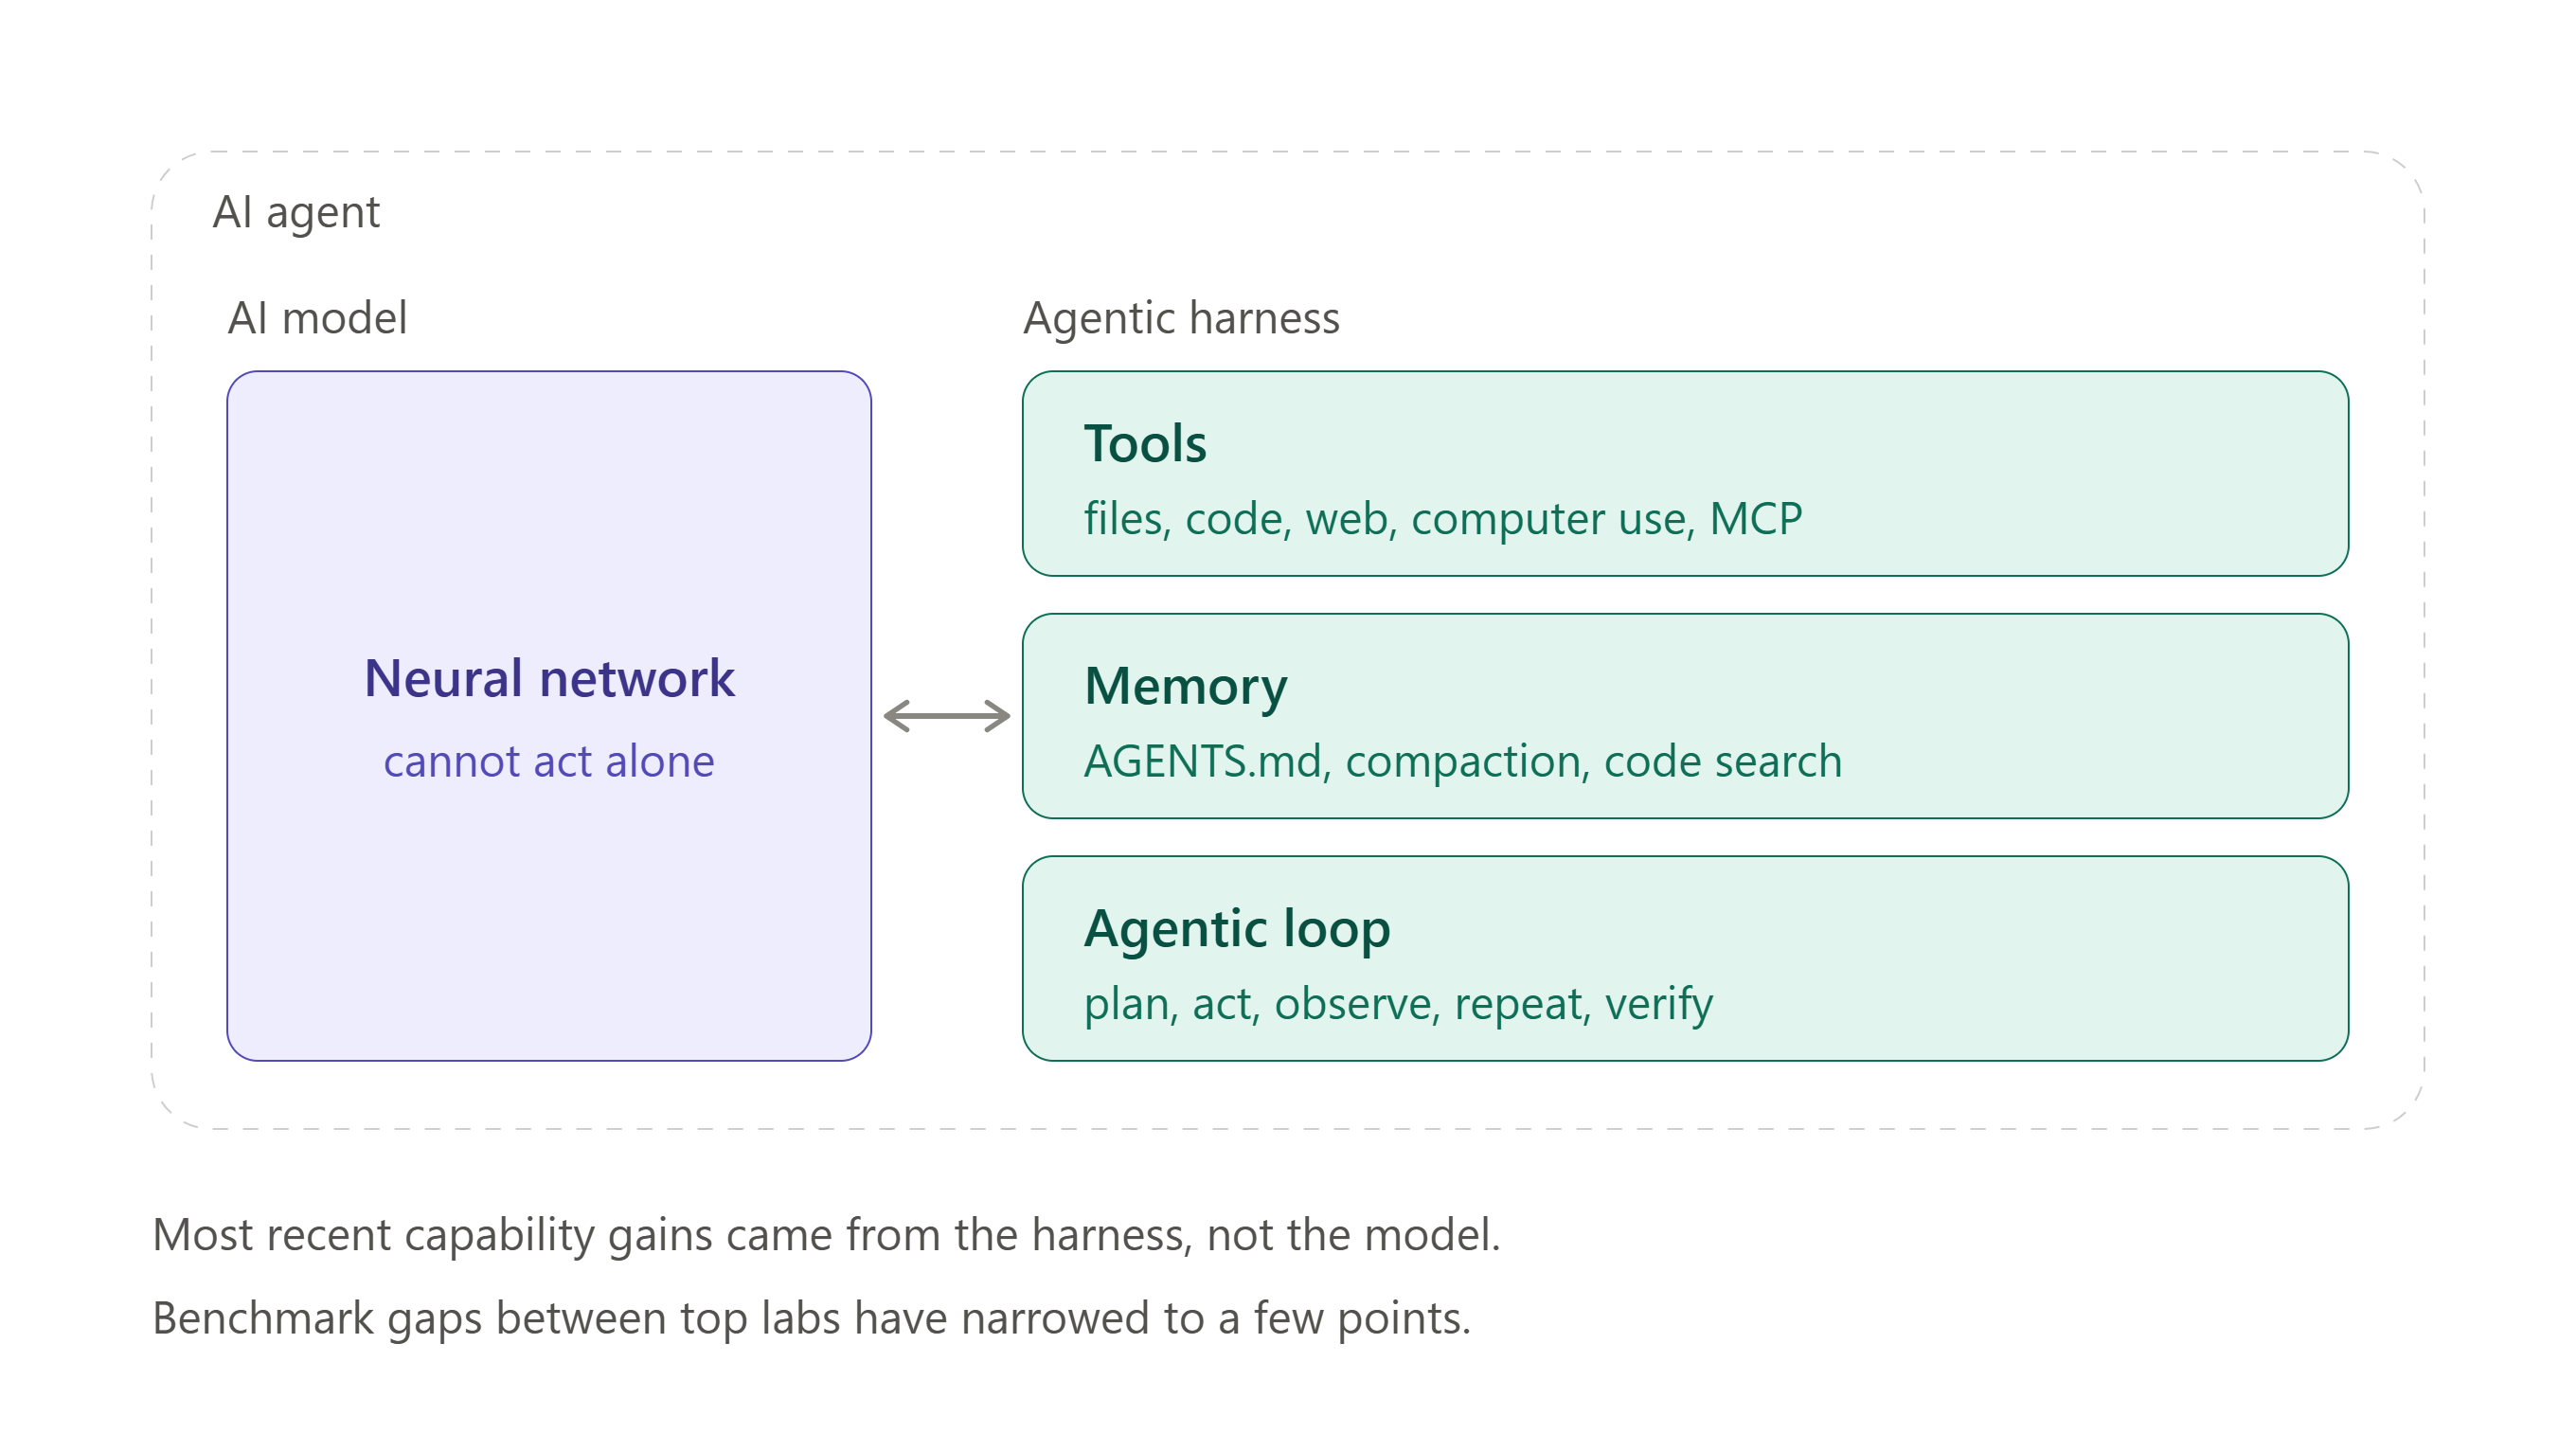 AI agent
AI model
Neural network
cannot act alone
Agentic harness
Tools
files, code, web, computer use, MCP
Memory
AGENTS.md, compaction, code search
Agentic loop
plan, act, observe, repeat, verify
Most recent capability gains came from the harness, not the model.
Benchmark gaps between top labs have narrowed to a few points.